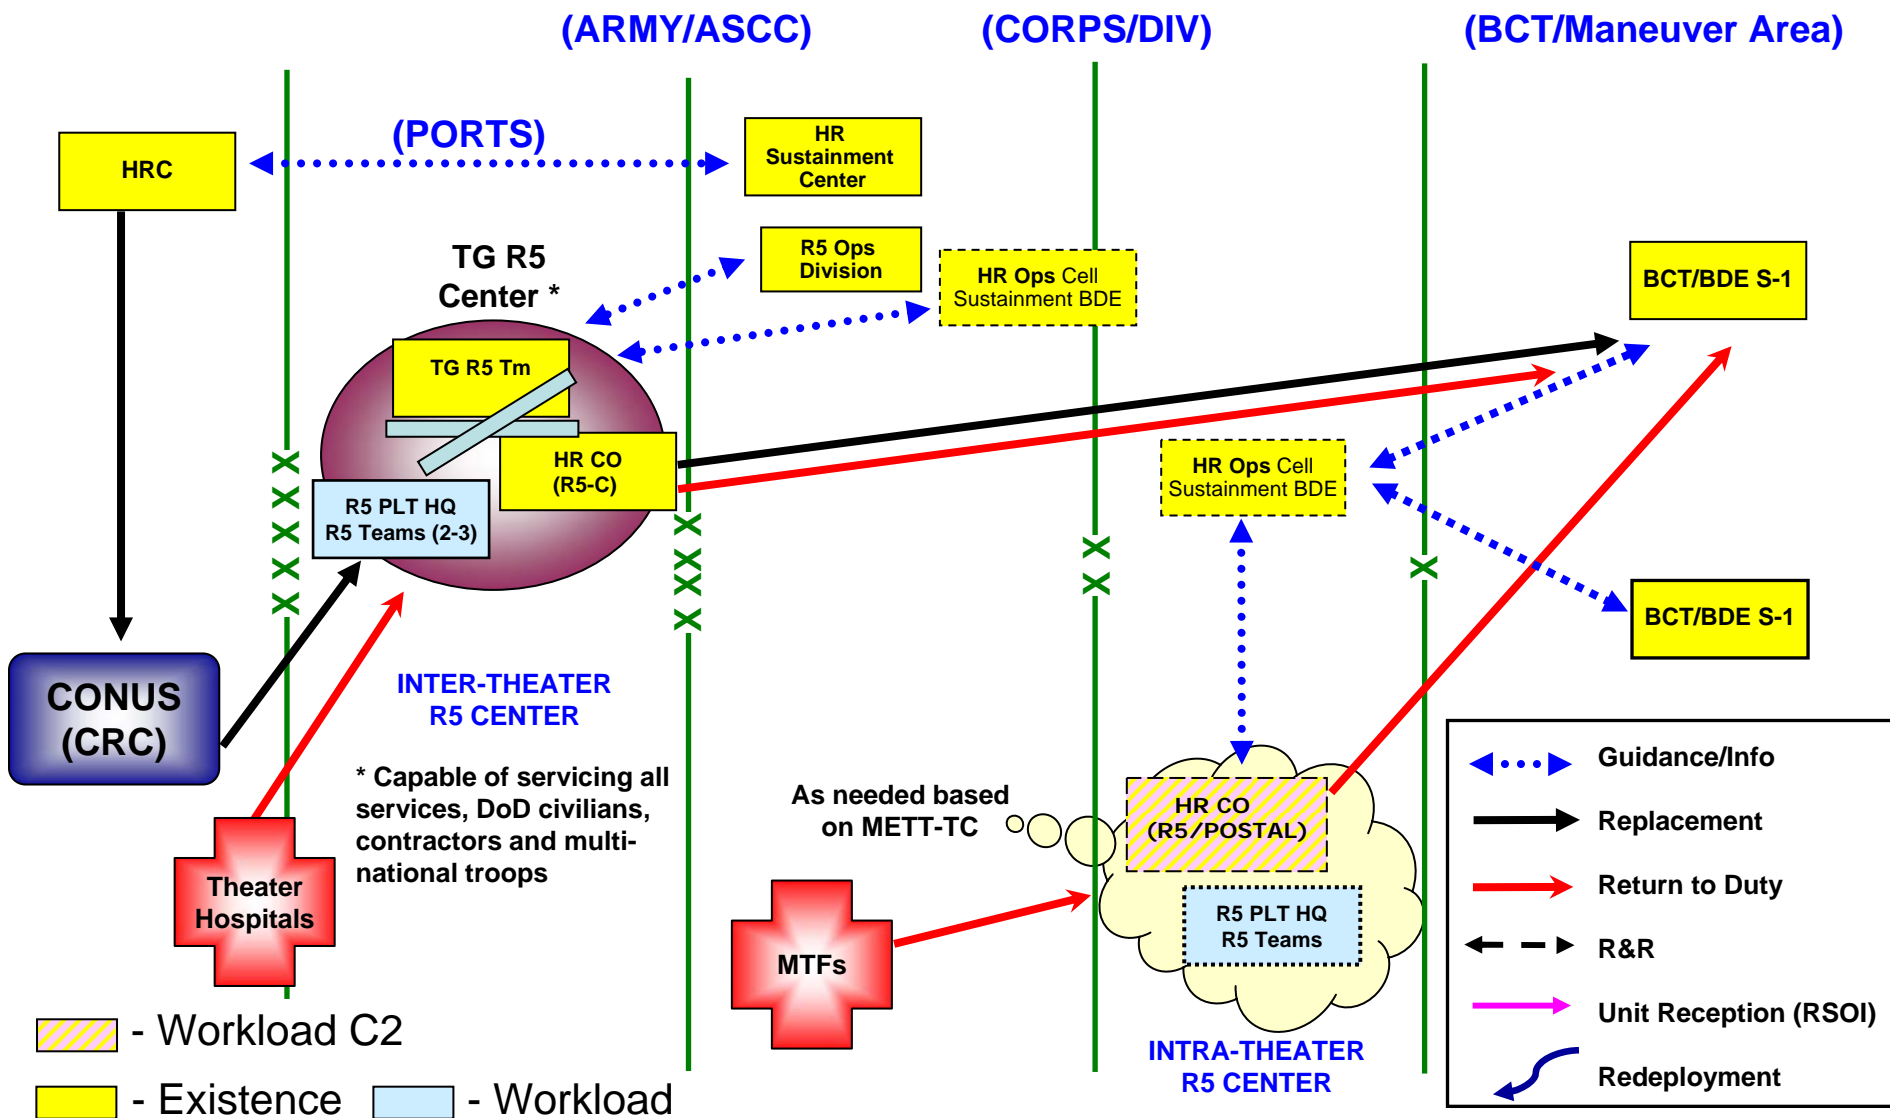 (ARMY/ASCC)
(CORPS/DIV)
(BCT/Maneuver Area)
(PORTS)
HRC
HR
Sustainment
Center
R5 Ops
Division
TG R5
Center *
HR Ops Cell
Sustainment BDE
BCT/BDE S-1
TG R5 Tm
HR CO
(R5-C)
R5 PLT HQ
R5 Teams (2-3)
HR Ops Cell
Sustainment BDE
BCT/BDE S-1
X
X
X
X
X
X
X
X
X
X
X
X
CONUS
(CRC)
INTER-THEATER
R5 CENTER
* Capable of servicing all
services, DoD civilians,
contractors and multi-
national troops
Theater
Hospitals
As needed based
on METT-TC
HR CO
(R5/POSTAL)
R5 PLT HQ
R5 Teams
MTFs
INTRA-THEATER
R5 CENTER
Guidance/Info
Replacement
Return to Duty
R&R
Unit Reception (RSOI)
Redeployment
- Workload C2
- Existence
- Workload